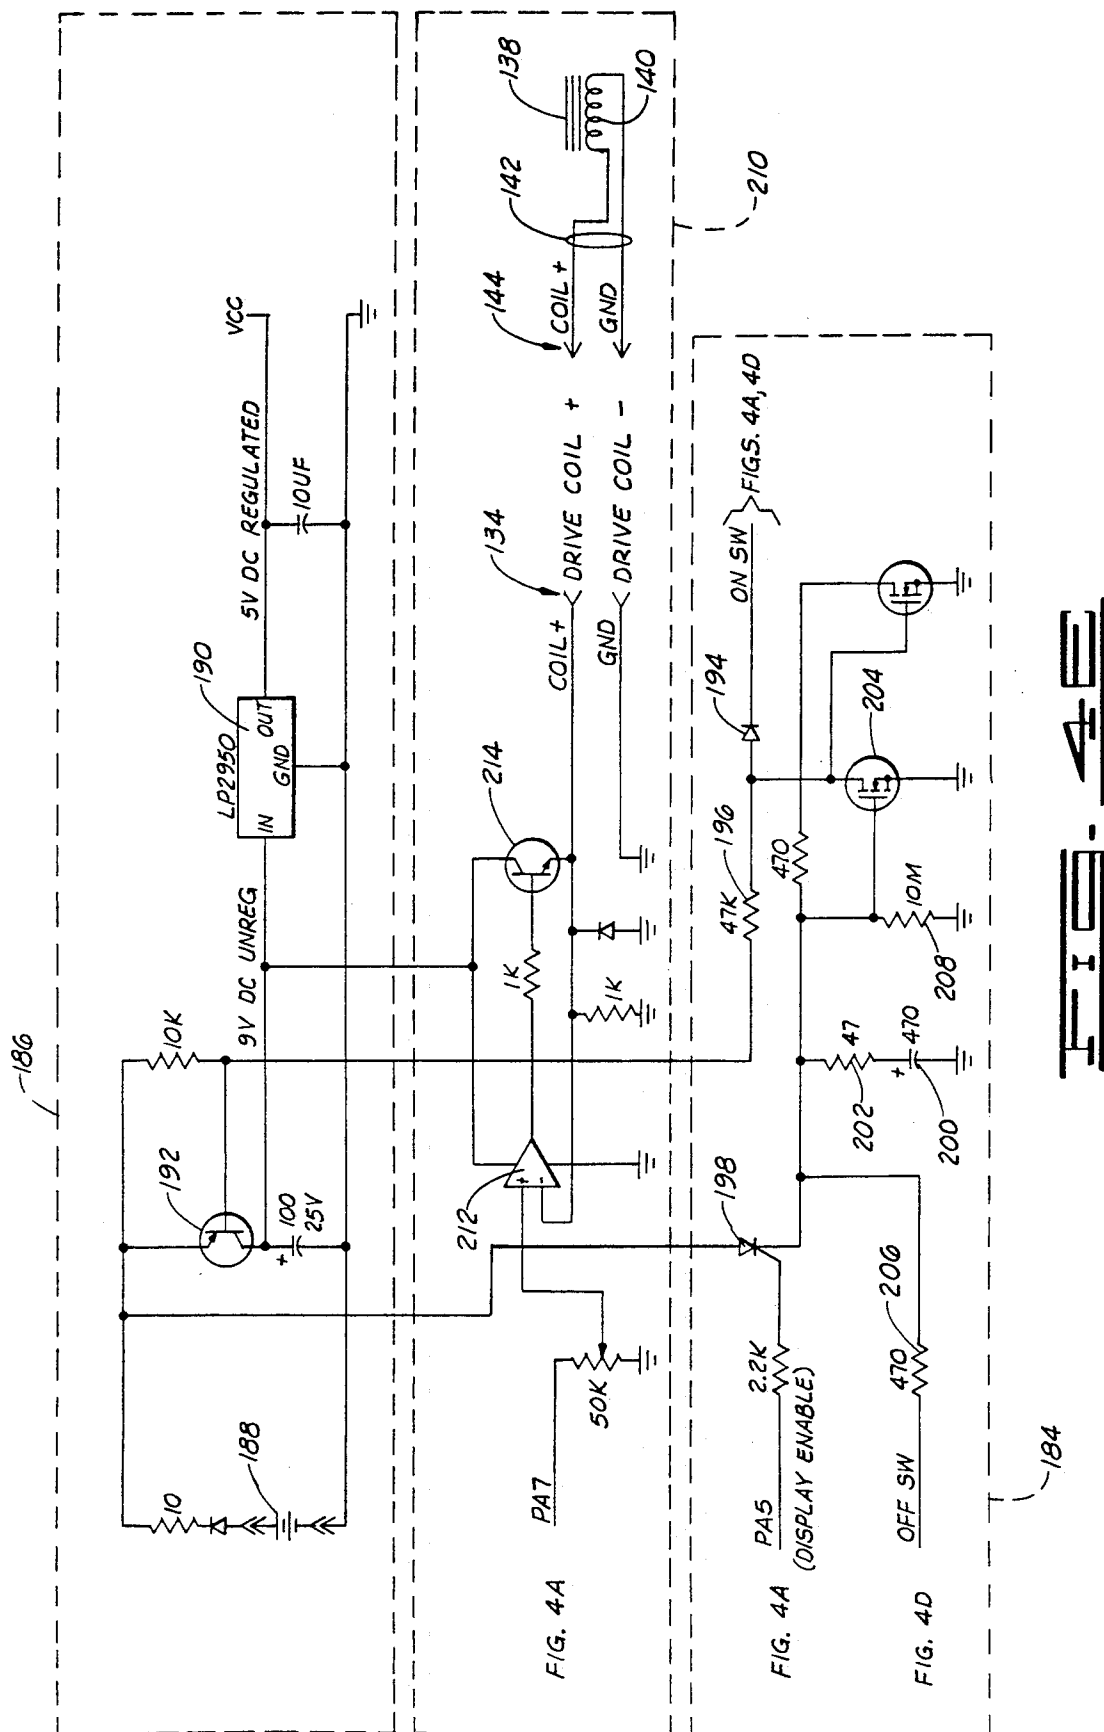 186
10K
9V DC UNREG
LP2950
IN
OUT
GND
190
5V DC REGULATED
VCC
10UF
192
+
100
25V
10
188
138
140
142
144
COIL +
GND
210
134
COIL+
DRIVE COIL +
GND
DRIVE COIL -
214
1K
1K
212
+
-
PA7
50K
FIG. 4A
FIGS. 4A, 4D
ON SW
194
196
47K
470
204
10M
208
47
202
+
470
200
198
2.2K
FIG. 4A PA5
(DISPLAY ENABLE)
206
470
FIG. 4D OFF SW
184
FIG. 4E